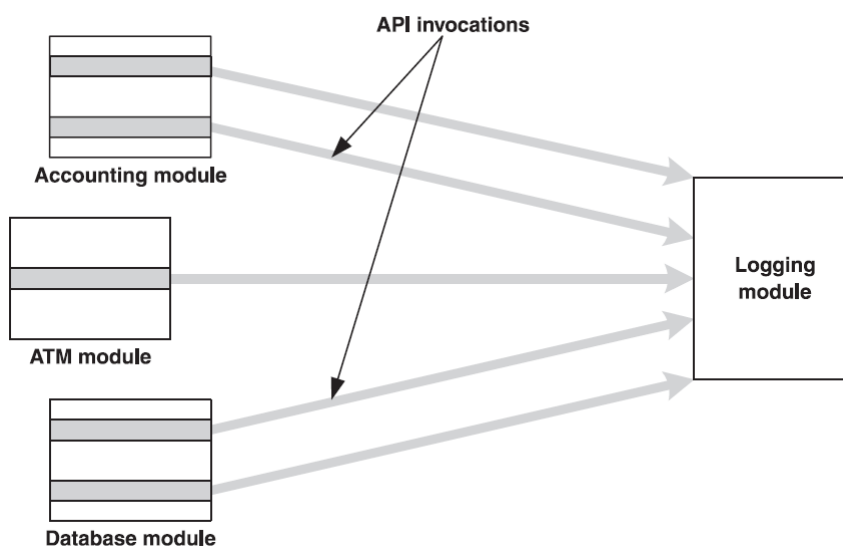 API invocations
Accounting module
Logging
module
ATM module
Database module